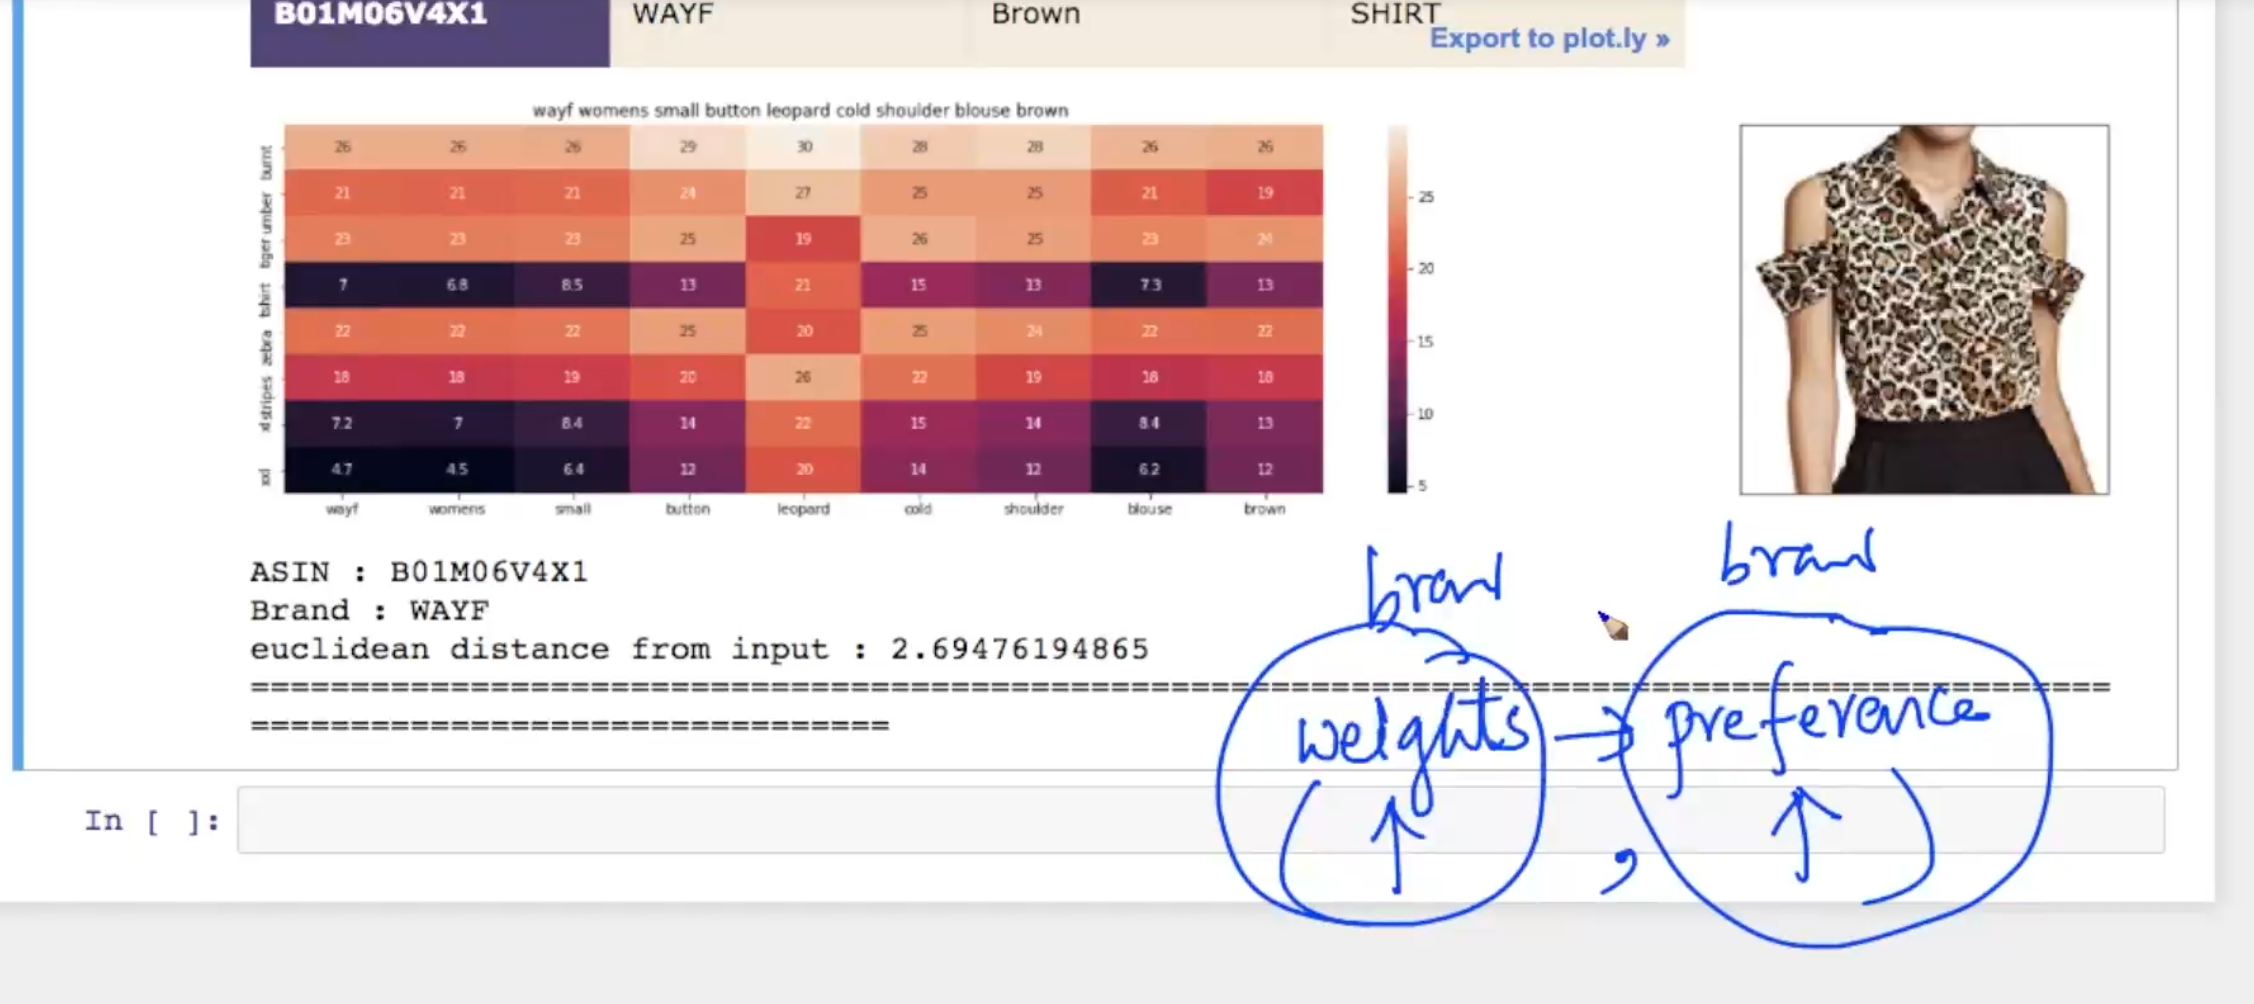 B01M06V4X1 WAYF Brown SHIRT
Export to plot.ly »
wayf womens small button leopard cold shoulder blouse brown
burnt 26 26 26 29 30 28 28 26 26
umber 21 21 21 24 27 25 25 21 19
tiger 23 23 23 25 19 26 25 23 24
tshirt 7 6.8 8.5 13 21 15 13 7.3 13
zebra 22 22 22 25 20 25 24 22 22
stripes 18 18 19 20 26 22 19 18 18
xl 7.2 7 8.4 14 22 15 14 8.4 13
xxl 4.7 4.5 6.4 12 20 14 12 6.2 12
wayf womens small button leopard cold shoulder blouse brown
25
20
15
10
5
ASIN : B01M06V4X1
Brand : WAYF
euclidean distance from input : 2.69476194865
brand brand
weights → preference
↑ , ↑
In [ ]: